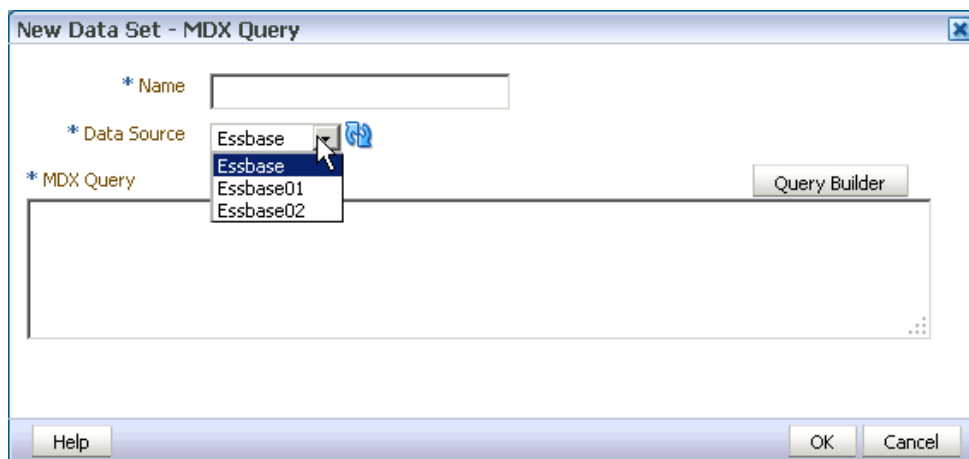 New Data Set - MDX Query
* Name
* Data Source Essbase
Essbase
* MDX Query Essbase01 Query Builder
Essbase02
Help OK Cancel